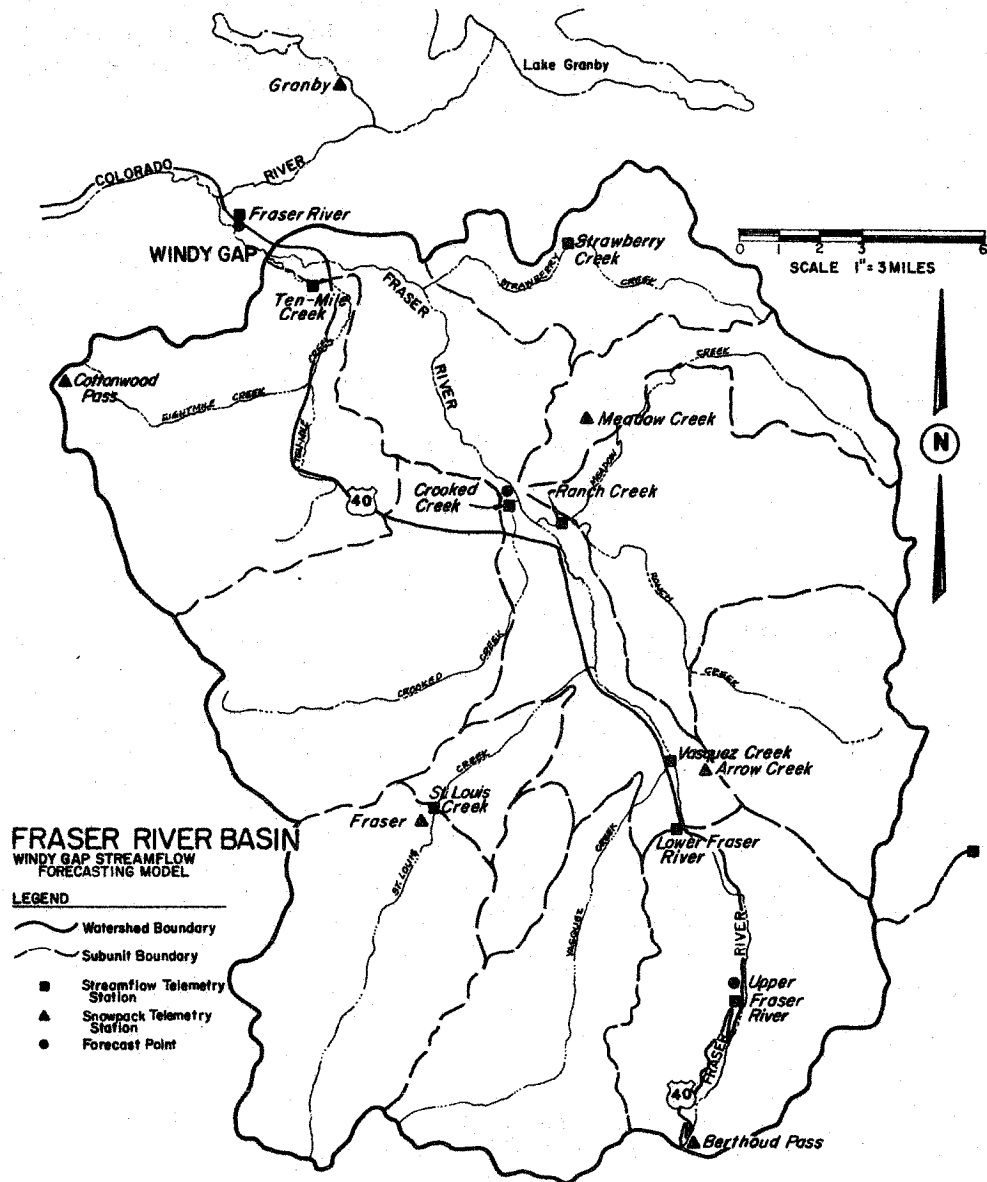 Lake Granby
Granby
COLORADO
RIVER
Fraser River
WINDY GAP
Strawberry
Creek
STRAWBERRY
CREEK
0 1 2 3 6
SCALE 1"=3 MILES
Ten-Mile
Creek
FRASER
RIVER
CREEK
Cottonwood
Pass
EIGHTMILE CREEK
TEN-MILE
CREEK
Meadow Creek
MEADOW
N
40
Crooked
Creek
Ranch Creek
RANCH
CREEK
CROOKED
CREEK
Vasquez Creek
Arrow Creek
CREEK
St. Louis
Creek
Fraser
ST. LOUIS
CREEK
VASQUEZ
Lower Fraser
River
FRASER RIVER BASIN
WINDY GAP STREAMFLOW
FORECASTING MODEL
LEGEND
Watershed Boundary
Subunit Boundary
Streamflow Telemetry
Station
Snowpack Telemetry
Station
Forecast Point
RIVER
Upper
Fraser
River
FRASER
40
Berthoud Pass